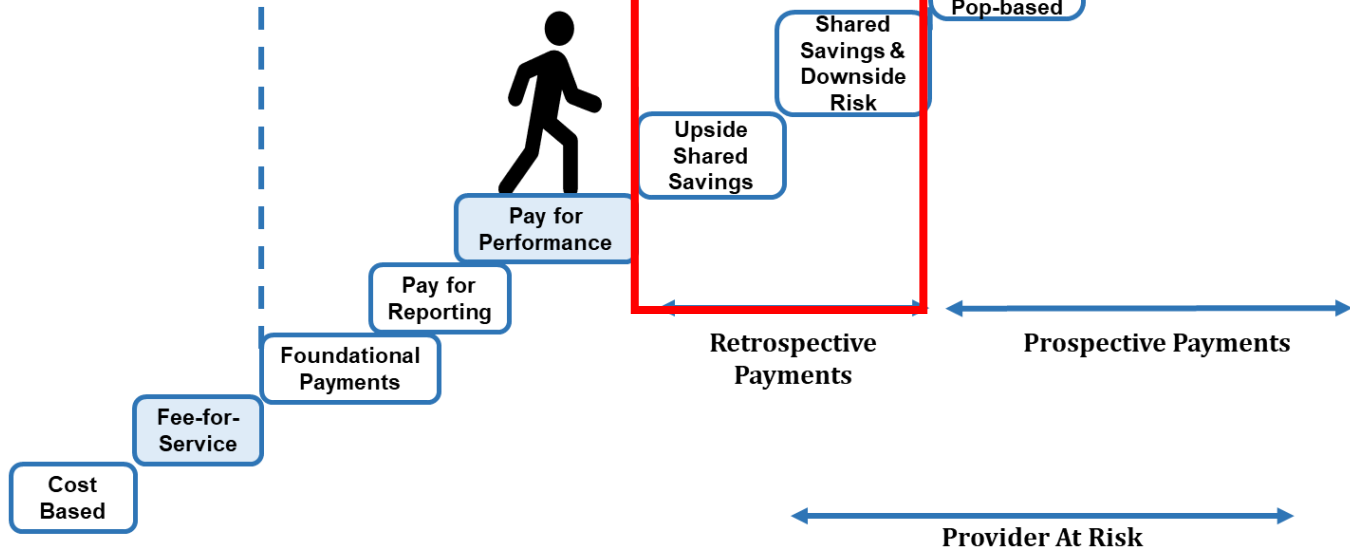 Pop-based
Shared
Savings &
Downside
Risk
Upside
Shared
Savings
Pay for
Performance
Pay for
Reporting
Foundational
Payments
Fee-for-
Service
Cost
Based
Retrospective
Payments
Prospective Payments
Provider At Risk